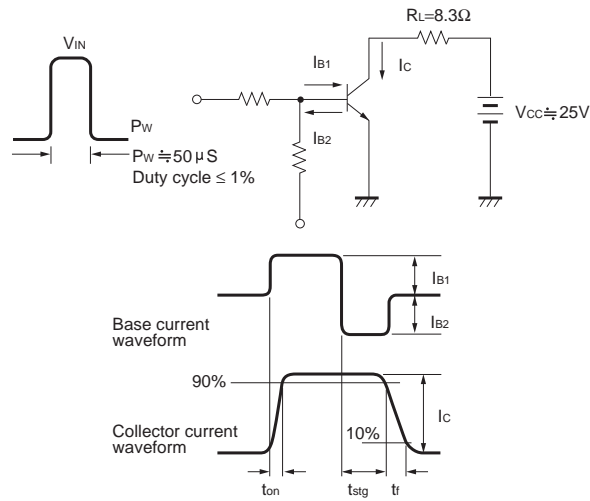 RL=8.3Ω
VIN
IB1
IC
VCC≒25V
PW
IB2
PW≒50μS
Duty cycle ≤ 1%
IB1
Base current
waveform
IB2
90%
Collector current
waveform
10%
IC
ton
tstg
tf